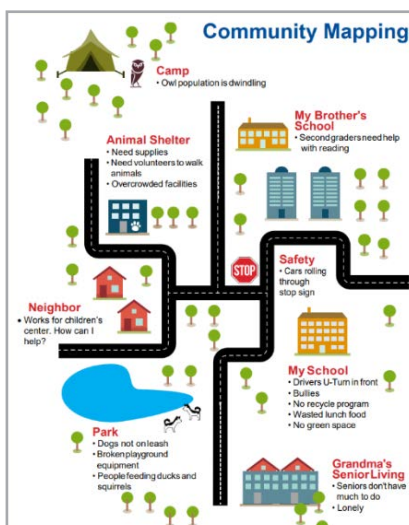 Community Mapping
Camp
• Owl population is dwindling
My Brother's
School
• Second graders need help
with reading
Animal Shelter
• Need supplies
• Need volunteers to walk
animals
• Overcrowded facilities
STOP
Safety
• Cars rolling
through
stop sign
Neighbor
• Works for children's
center. How can I
help?
My School
• Drivers U-Turn in front
• Bullies
• No recycle program
• Wasted lunch food
• No green space
Park
• Dogs not on leash
• Broken playground
equipment
• People feeding ducks and
squirrels
Grandma's
Senior Living
• Seniors don't have
much to do
• Lonely